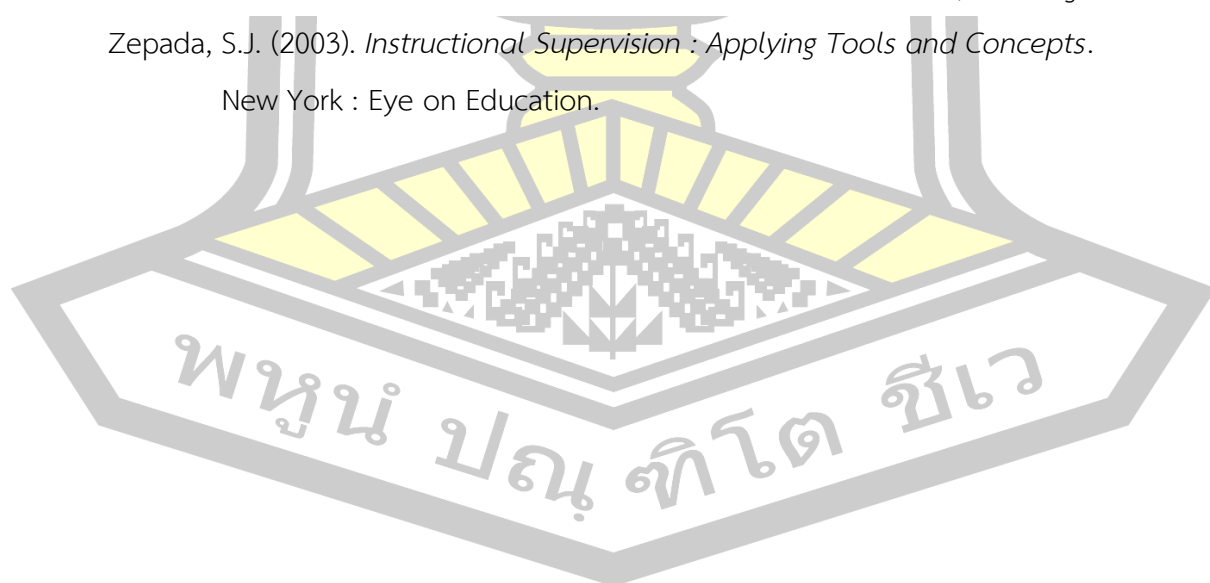 Zepada, S.J. (2003). Instructional Supervision : Applying Tools and Concepts.
New York : Eye on Education.
พหูนํ ปณฺฑิโต ชีเว